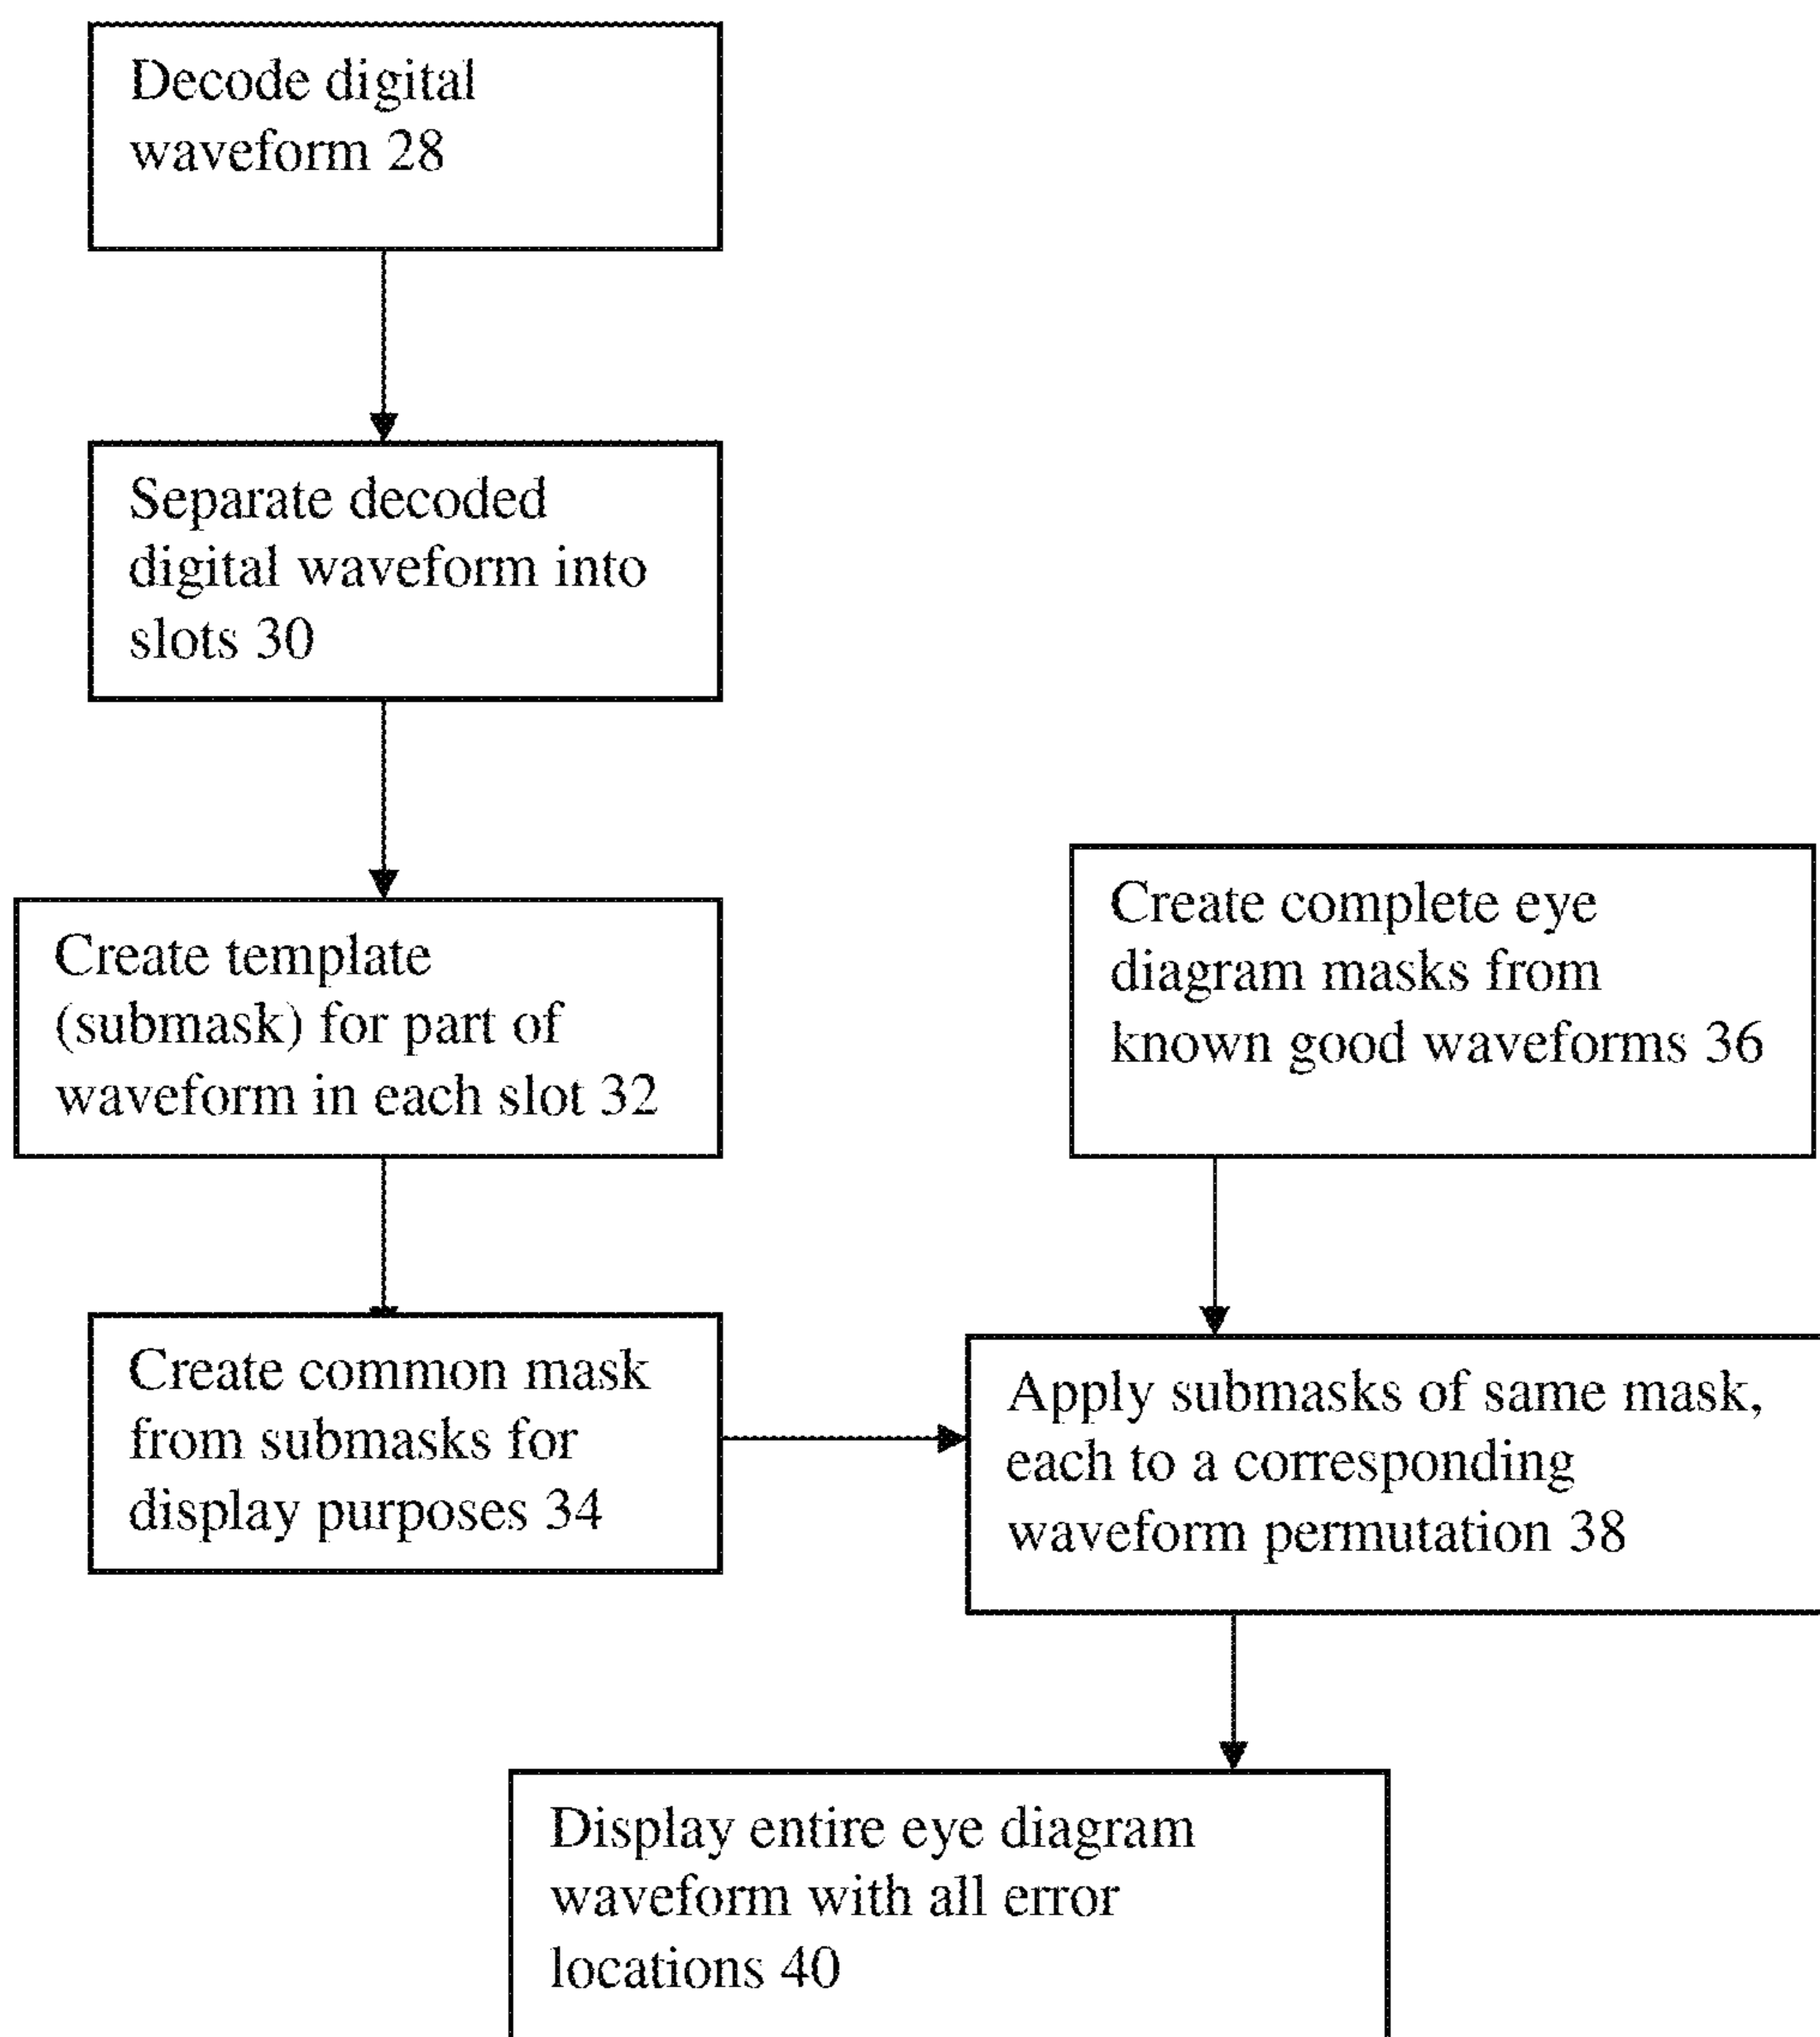 Decode digital
waveform 28
Separate decoded
digital waveform into
slots 30
Create template
(submask) for part of
waveform in each slot 32
Create complete eye
diagram masks from
known good waveforms 36
Create common mask
from submasks for
display purposes 34
Apply submasks of same mask,
each to a corresponding
waveform permutation 38
Display entire eye diagram
waveform with all error
locations 40